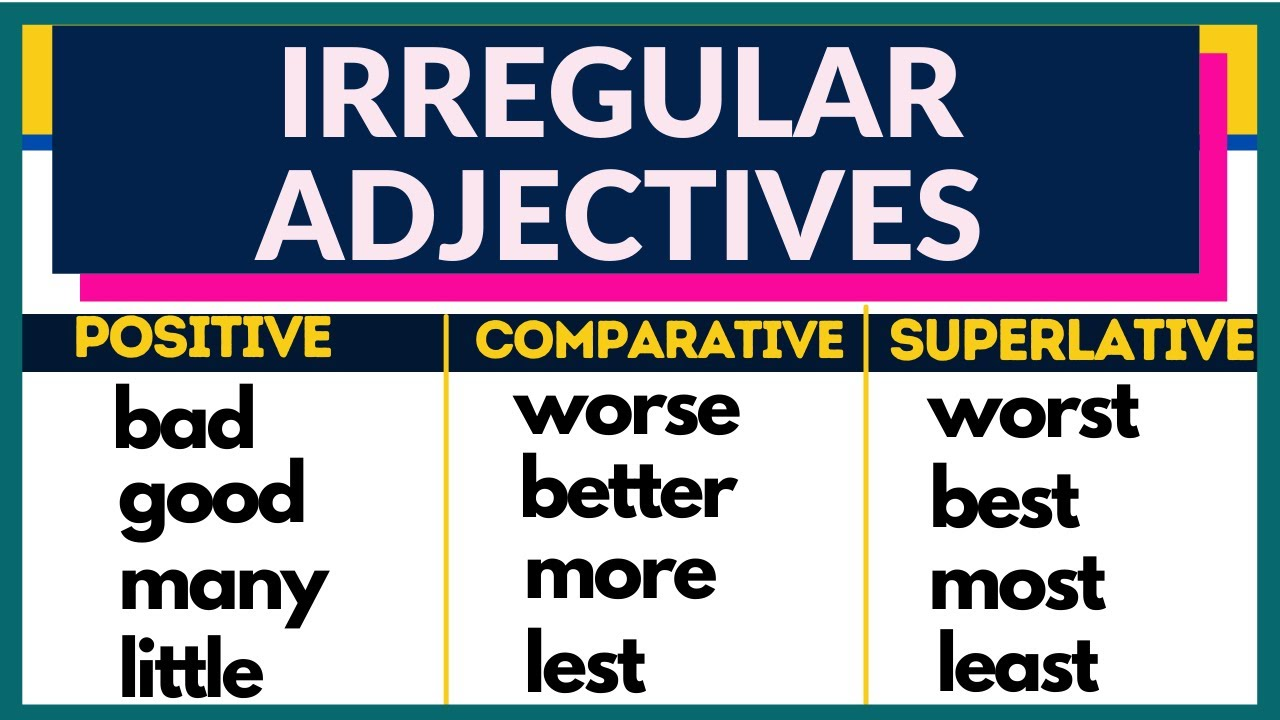 IRREGULAR
ADJECTIVES
POSITIVE COMPARATIVE SUPERLATIVE
bad worse worst
good better best
many more most
little lest least